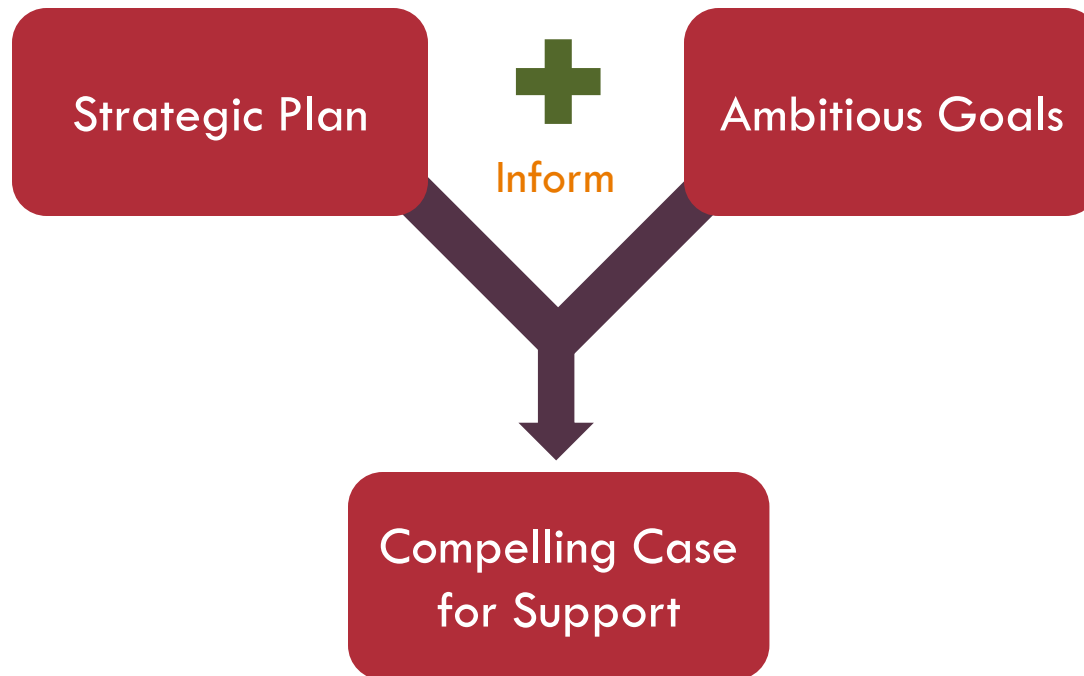 Strategic Plan
Ambitious Goals
Inform
Compelling Case
for Support